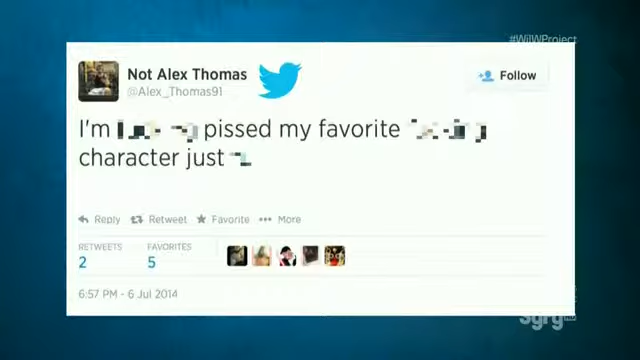 #WilWProject
Not Alex Thomas
@Alex_Thomas91
Follow
I'm pissed my favorite
character just
Reply Retweet Favorite More
RETWEETS FAVORITES
2 5
6:57 PM - 6 Jul 2014